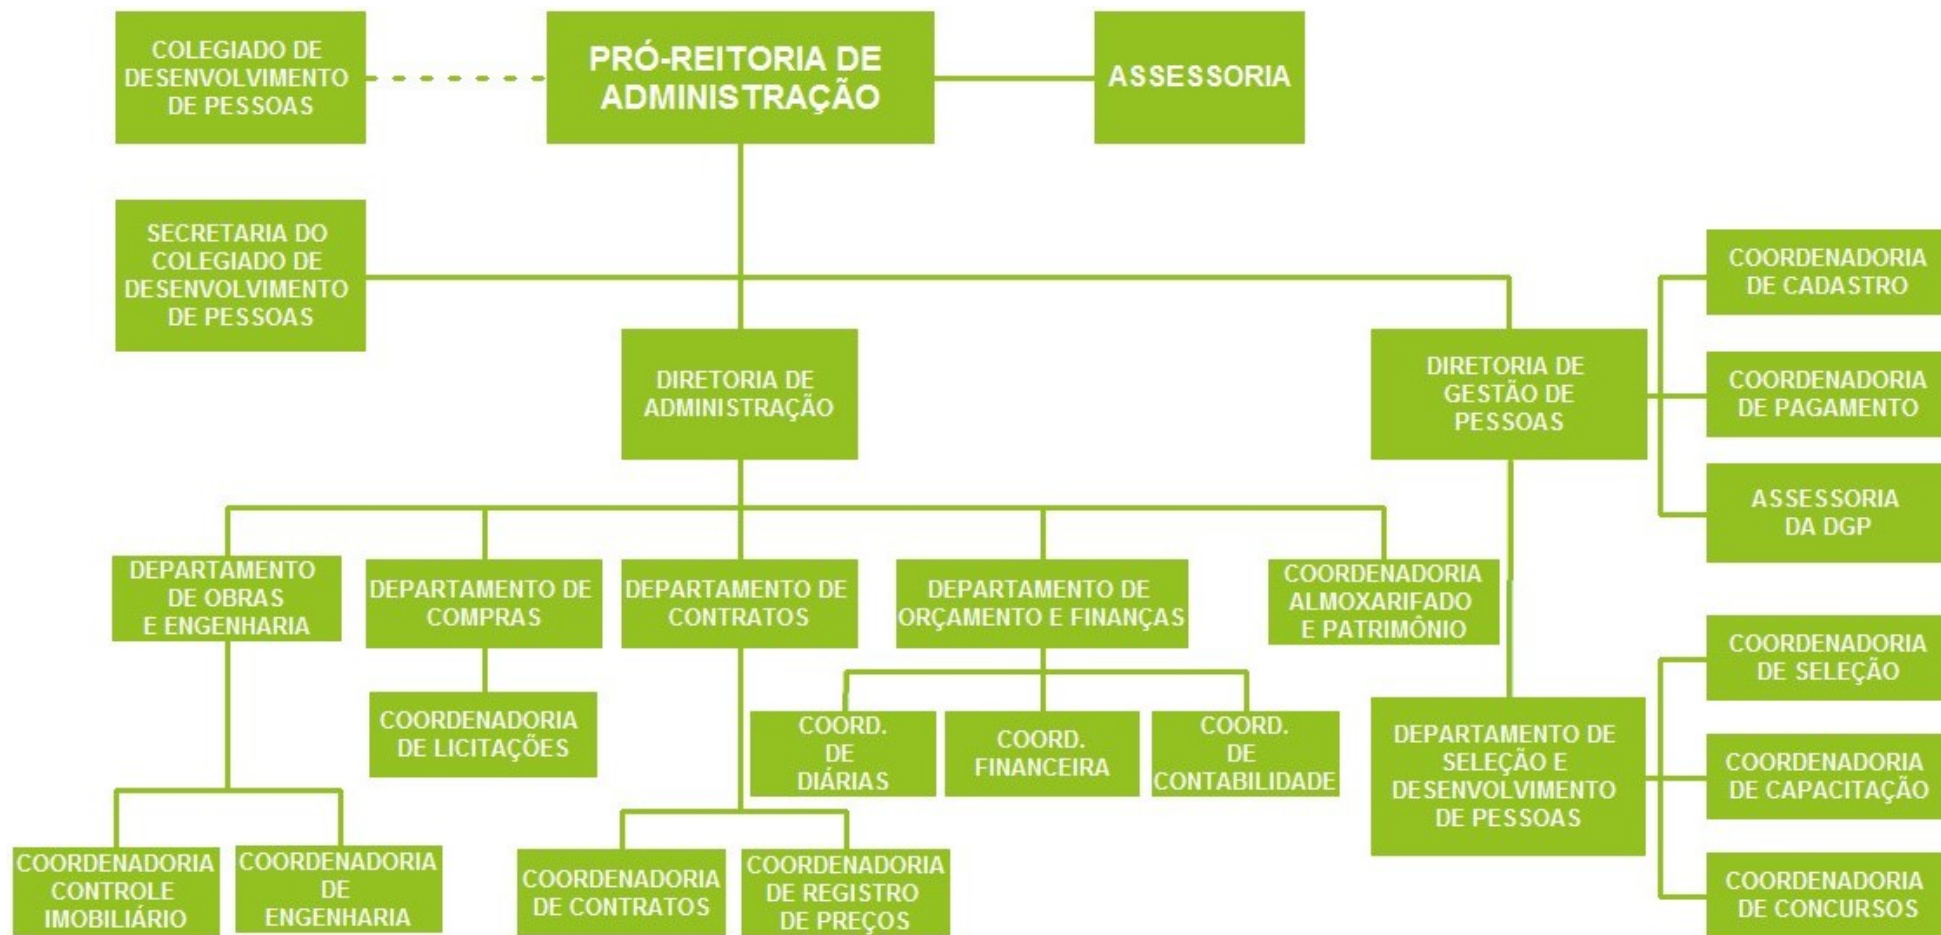 COLEGIADO DE
DESENVOLVIMENTO
DE PESSOAS
PRÓ-REITORIA DE
ADMINISTRAÇÃO
ASSESSORIA
SECRETARIA DO
COLEGIADO DE
DESENVOLVIMENTO
DE PESSOAS
COORDENADORIA
DE CADASTRO
DIRETORIA DE
ADMINISTRAÇÃO
DIRETORIA DE
GESTÃO DE
PESSOAS
COORDENADORIA
DE PAGAMENTO
ASSESSORIA
DA DGP
DEPARTAMENTO
DE OBRAS
E ENGENHARIA
DEPARTAMENTO DE
COMPRAS
DEPARTAMENTO DE
CONTRATOS
DEPARTAMENTO DE
ORÇAMENTO E FINANÇAS
COORDENADORIA
ALMOXARIFADO
E PATRIMÔNIO
COORDENADORIA
DE SELEÇÃO
COORDENADORIA
DE LICITAÇÕES
COORD.
DE
DIÁRIAS
COORD.
FINANCEIRA
COORD.
DE
CONTABILIDADE
DEPARTAMENTO DE
SELEÇÃO E
DESENVOLVIMENTO
DE PESSOAS
COORDENADORIA
DE CAPACITAÇÃO
COORDENADORIA
CONTROLE
IMOBILIÁRIO
COORDENADORIA
DE
ENGENHARIA
COORDENADORIA
DE CONTRATOS
COORDENADORIA
DE REGISTRO
DE PREÇOS
COORDENADORIA
DE CONCURSOS